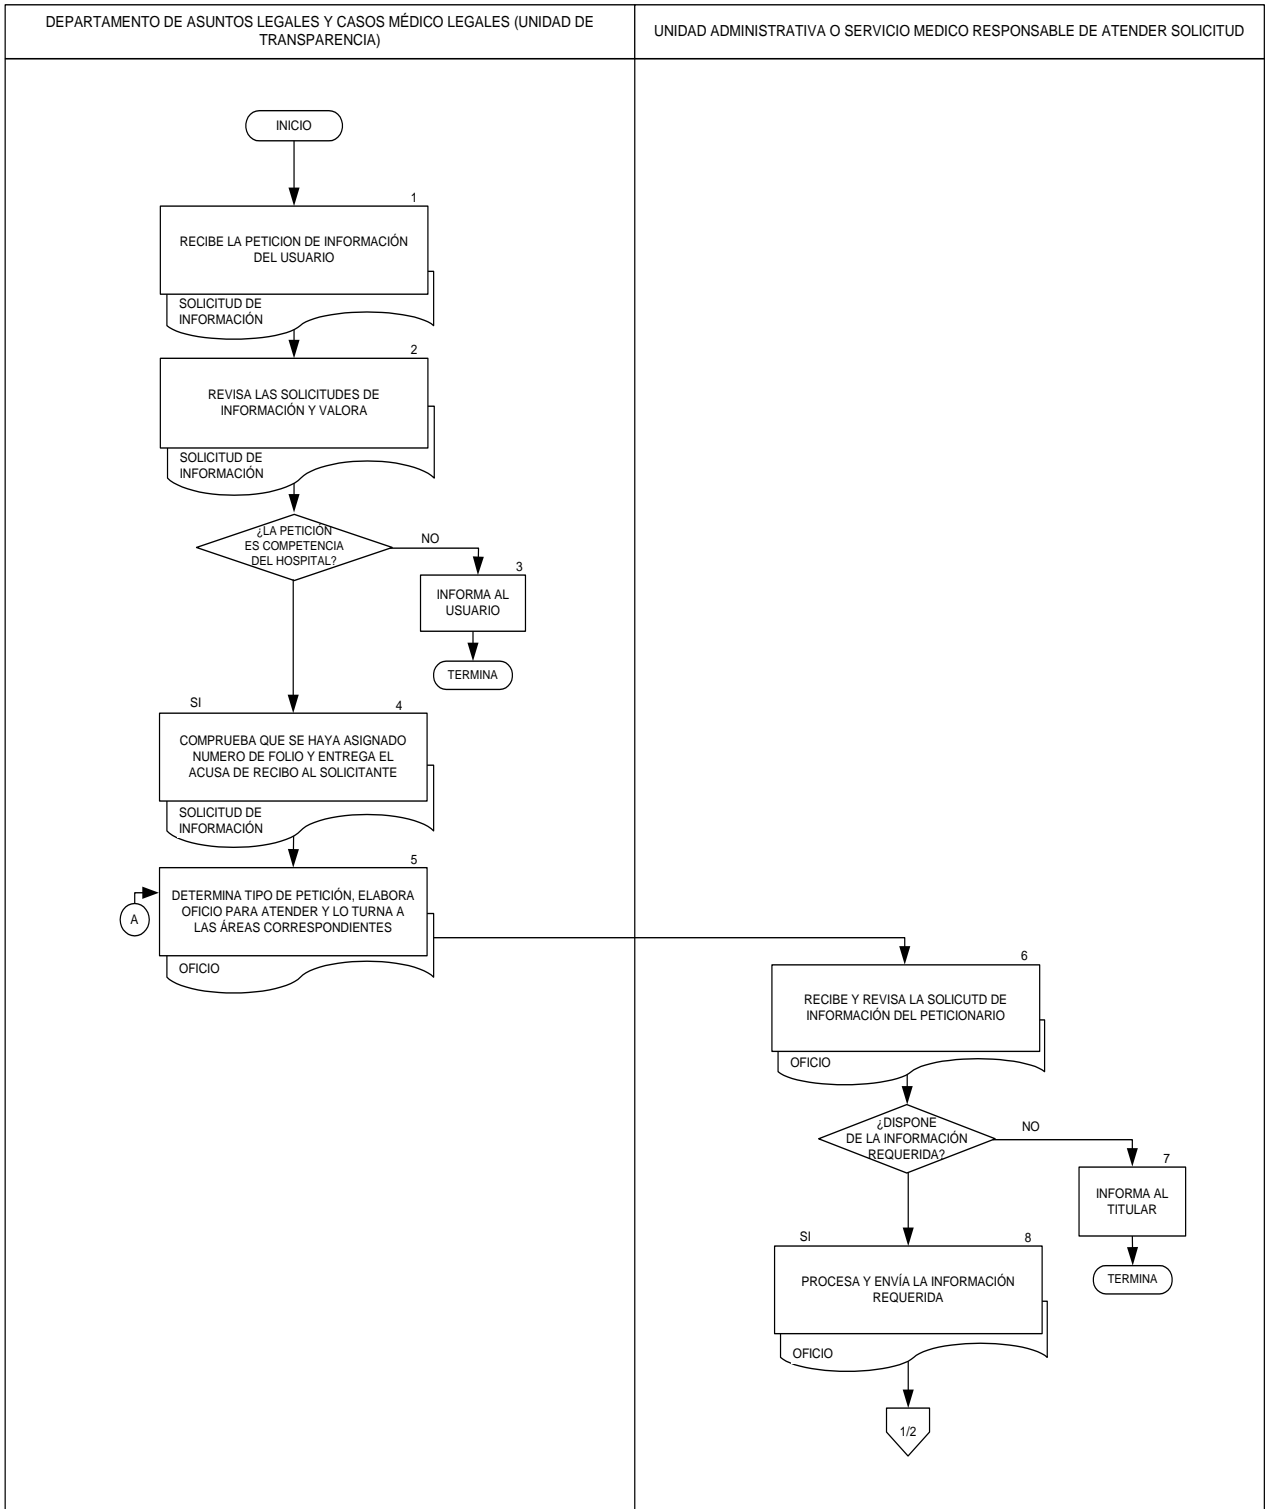 DEPARTAMENTO DE ASUNTOS LEGALES Y CASOS MÉDICO LEGALES (UNIDAD DE
TRANSPARENCIA)
UNIDAD ADMINISTRATIVA O SERVICIO MEDICO RESPONSABLE DE ATENDER SOLICITUD
INICIO
1
RECIBE LA PETICION DE INFORMACIÓN
DEL USUARIO
SOLICITUD DE
INFORMACIÓN
2
REVISA LAS SOLICITUDES DE
INFORMACIÓN Y VALORA
SOLICITUD DE
INFORMACIÓN
¿LA PETICIÓN
ES COMPETENCIA
DEL HOSPITAL?
NO
3
INFORMA AL
USUARIO
TERMINA
SI
4
COMPRUEBA QUE SE HAYA ASIGNADO
NUMERO DE FOLIO Y ENTREGA EL
ACUSA DE RECIBO AL SOLICITANTE
SOLICITUD DE
INFORMACIÓN
5
A
DETERMINA TIPO DE PETICIÓN, ELABORA
OFICIO PARA ATENDER Y LO TURNA A
LAS ÁREAS CORRESPONDIENTES
OFICIO
6
RECIBE Y REVISA LA SOLICUTD DE
INFORMACIÓN DEL PETICIONARIO
OFICIO
¿DISPONE
DE LA INFORMACIÓN
REQUERIDA?
NO
7
INFORMA AL
TITULAR
TERMINA
SI
8
PROCESA Y ENVÍA LA INFORMACIÓN
REQUERIDA
OFICIO
1/2